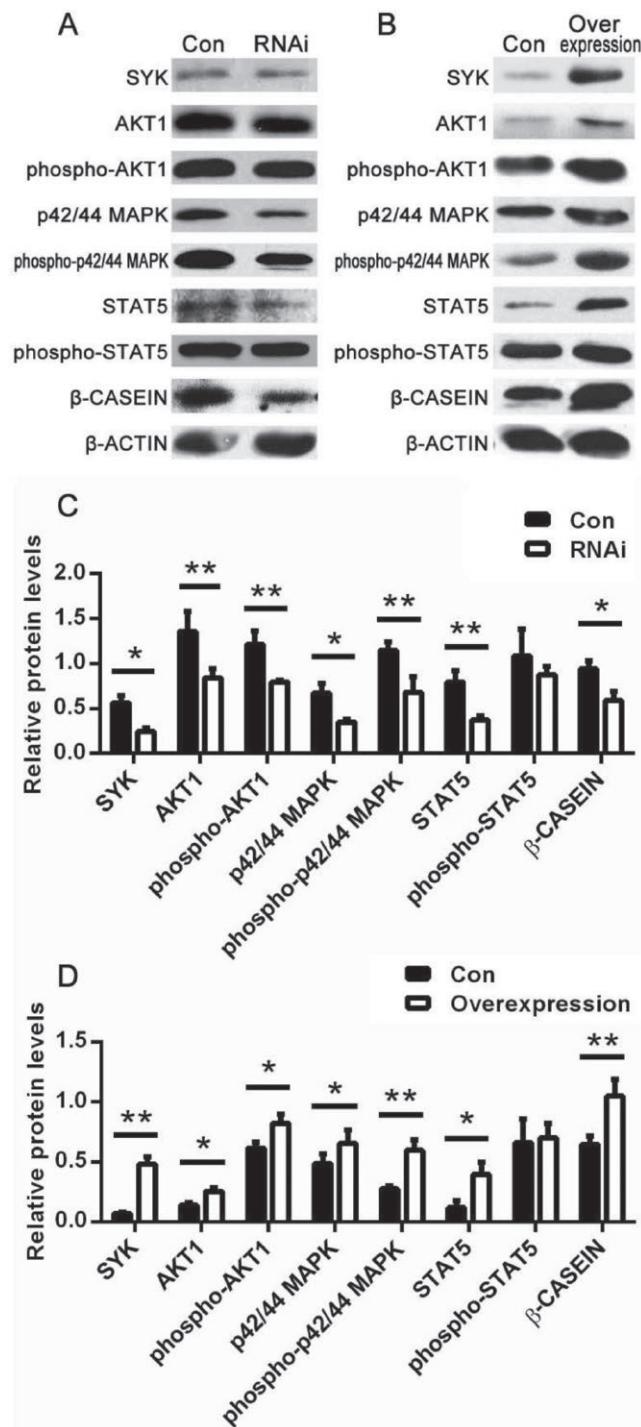 A
Con RNAi
SYK
AKT1
phospho-AKT1
p42/44 MAPK
phospho-p42/44 MAPK
STAT5
phospho-STAT5
β-CASEIN
β-ACTIN
B
Con Over expression
SYK
AKT1
phospho-AKT1
p42/44 MAPK
phospho-p42/44 MAPK
STAT5
phospho-STAT5
β-CASEIN
β-ACTIN
C
Con
RNAi
Relative protein levels
2.0
1.5
1.0
0.5
0.0
*
**
**
*
**
**
*
SYK
AKT1
phospho-AKT1
p42/44 MAPK
phospho-p42/44 MAPK
STAT5
phospho-STAT5
β-CASEIN
D
Con
Overexpression
Relative protein levels
1.5
1.0
0.5
0.0
**
*
*
*
**
*
**
SYK
AKT1
phospho-AKT1
p42/44 MAPK
phospho-p42/44 MAPK
STAT5
phospho-STAT5
β-CASEIN